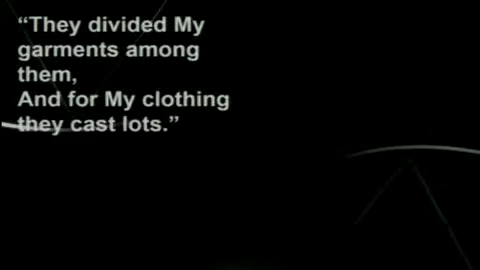 “They divided My
garments among
them,
And for My clothing
they cast lots.”